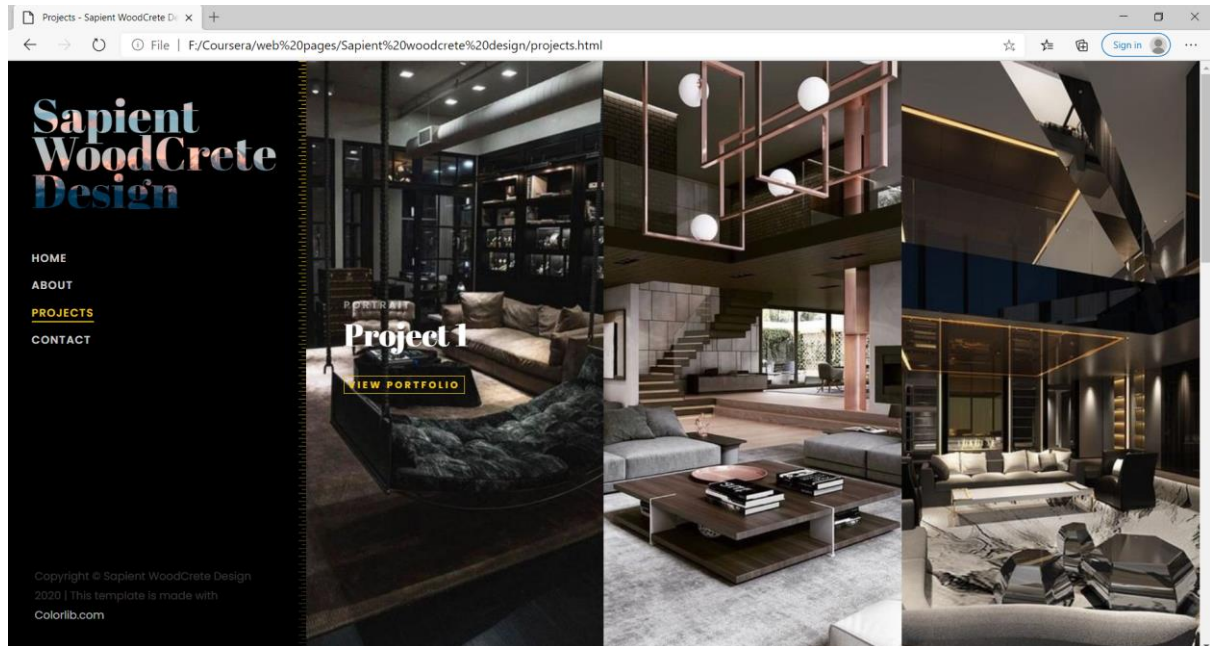 Projects - Sapient WoodCrete De
File | F:/Coursera/web%20pages/Sapient%20woodcrete%20design/projects.html
Sign in
Sapient
WoodCrete
Design
HOME
ABOUT
PROJECTS
CONTACT
PORTRAIT
Project 1
VIEW PORTFOLIO
Copyright © Sapient WoodCrete Design
2020 | This template is made with
Colorlib.com